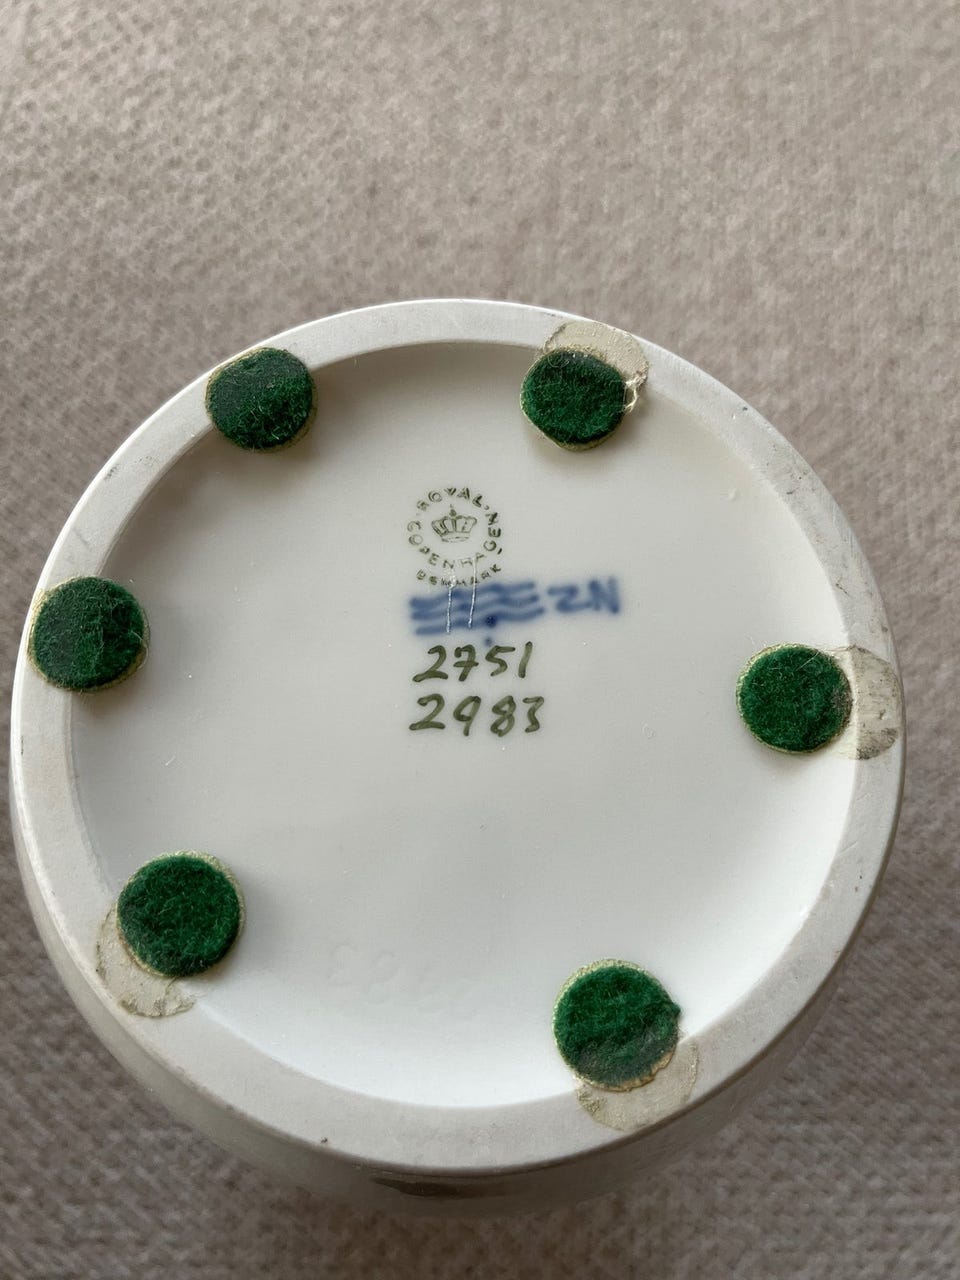 ROYAL
COPENHAGEN
DENMARK
ZN
2751
2983